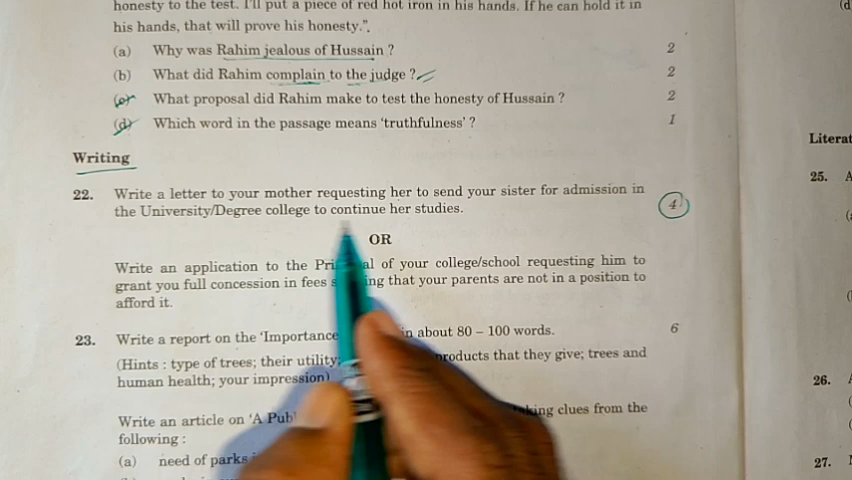 honesty to the test. I'll put a piece of red hot iron in his hands. If he can hold it in
his hands, that will prove his honesty.".
(a) Why was Rahim jealous of Hussain ? 2
(b) What did Rahim complain to the judge ? 2
(c) What proposal did Rahim make to test the honesty of Hussain ? 2
(d) Which word in the passage means 'truthfulness' ? 1
Writing
22. Write a letter to your mother requesting her to send your sister for admission in
the University/Degree college to continue her studies. 4
OR
Write an application to the of your college/school requesting him to
grant you full concession in fees that your parents are not in a position to
afford it.
23. Write a report on the 'Importance in about 80 – 100 words. 6
(Hints : type of trees; their utility; products that they give; trees and
human health; your impression)
Write an article on 'A clues from the
following :
(a) need of parks
(d
Literat
25. A
26.
27.